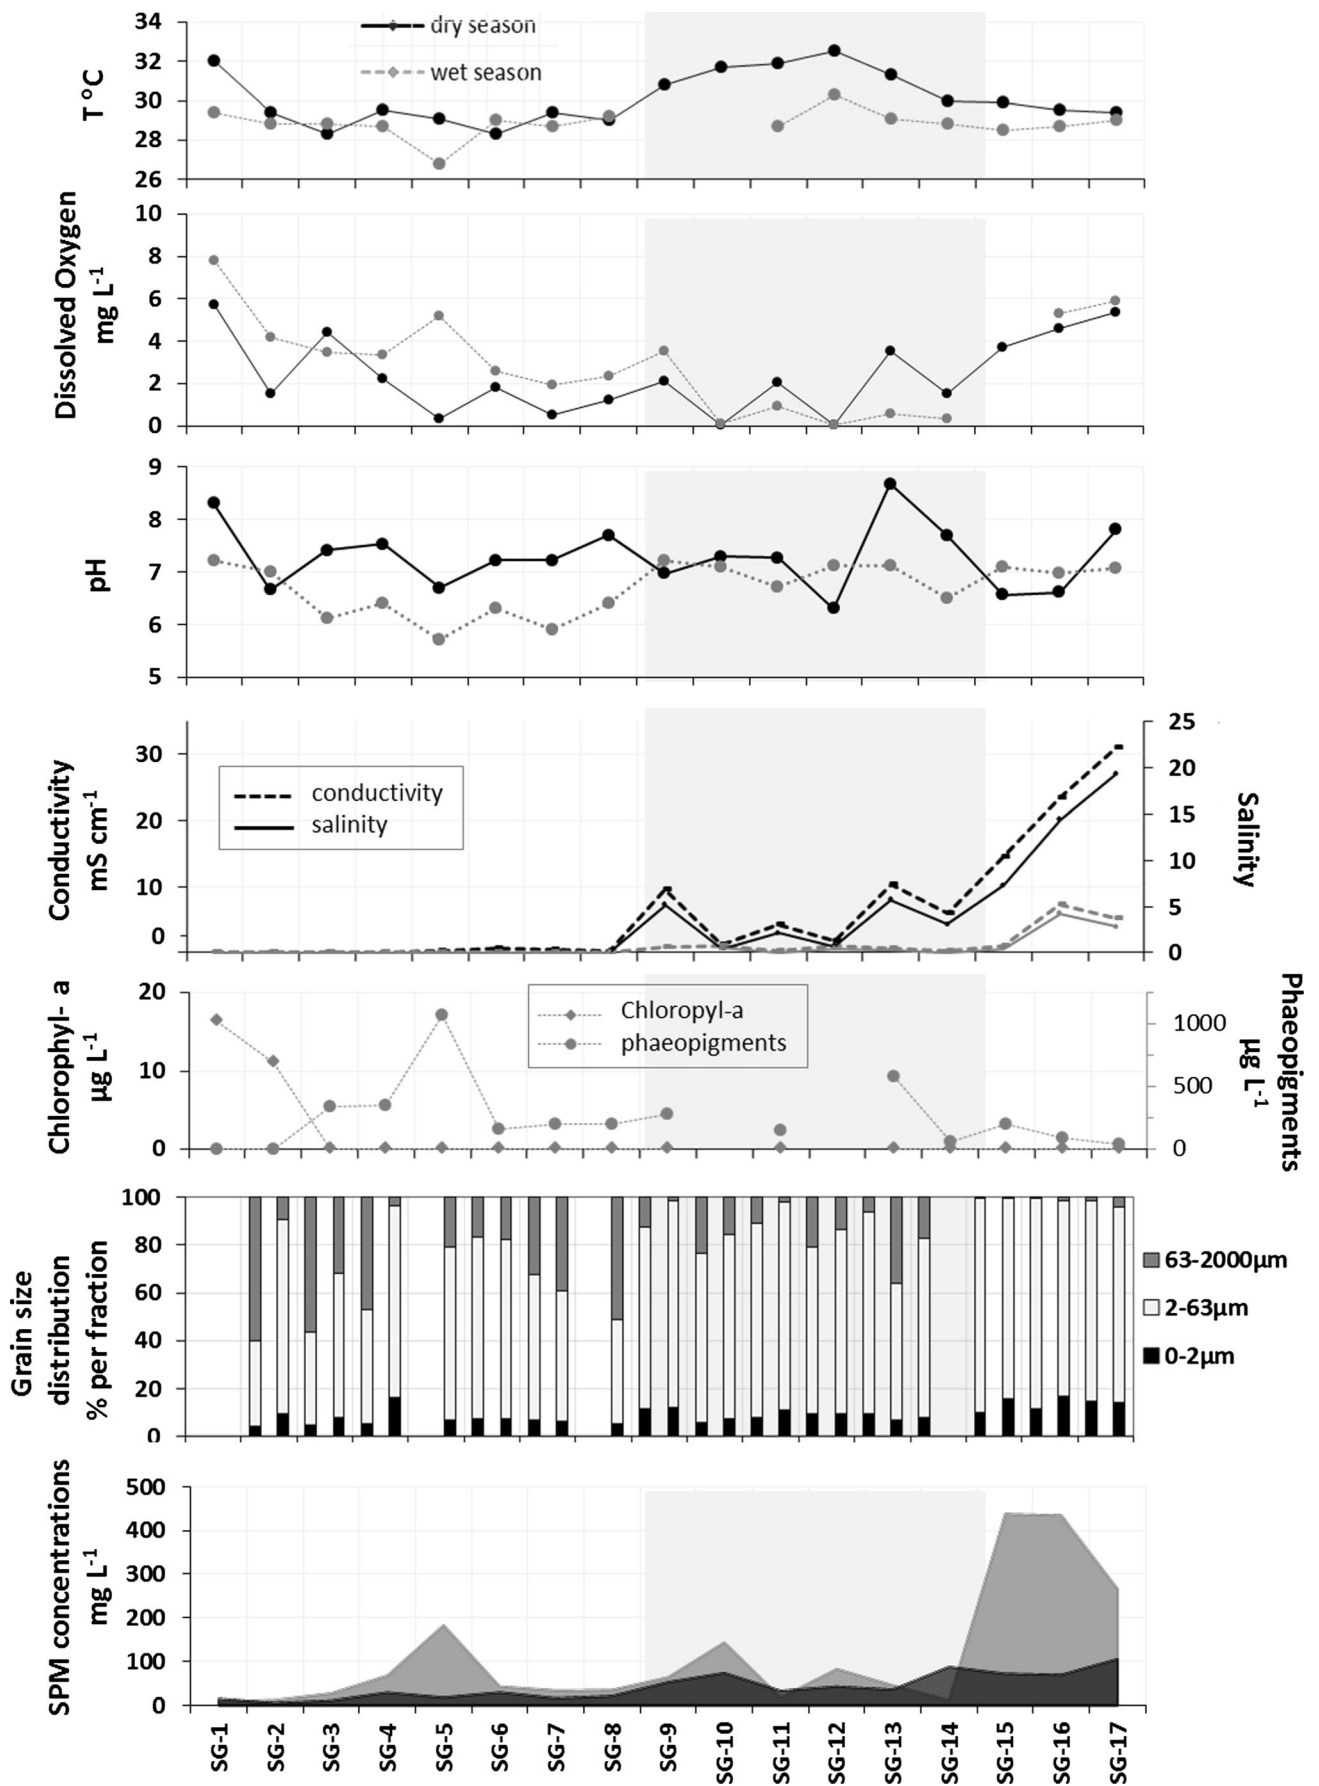 34
32
30
28
26
T °C
dry season
wet season
10
8
6
4
2
0
Dissolved Oxygen
mg L-1
9
8
7
6
5
pH
30
20
10
0
Conductivity
mS cm-1
conductivity
salinity
25
20
15
10
5
0
Salinity
20
10
0
Chlorophyl- a
µg L-1
Chloropyl-a
phaeopigments
1000
500
0
Phaeopigments
µg L-1
100
80
60
40
20
0
Grain size
distribution
% per fraction
63-2000µm
2-63µm
0-2µm
500
400
300
200
100
0
SPM concentrations
mg L-1
SG-1
SG-2
SG-3
SG-4
SG-5
SG-6
SG-7
SG-8
SG-9
SG-10
SG-11
SG-12
SG-13
SG-14
SG-15
SG-16
SG-17